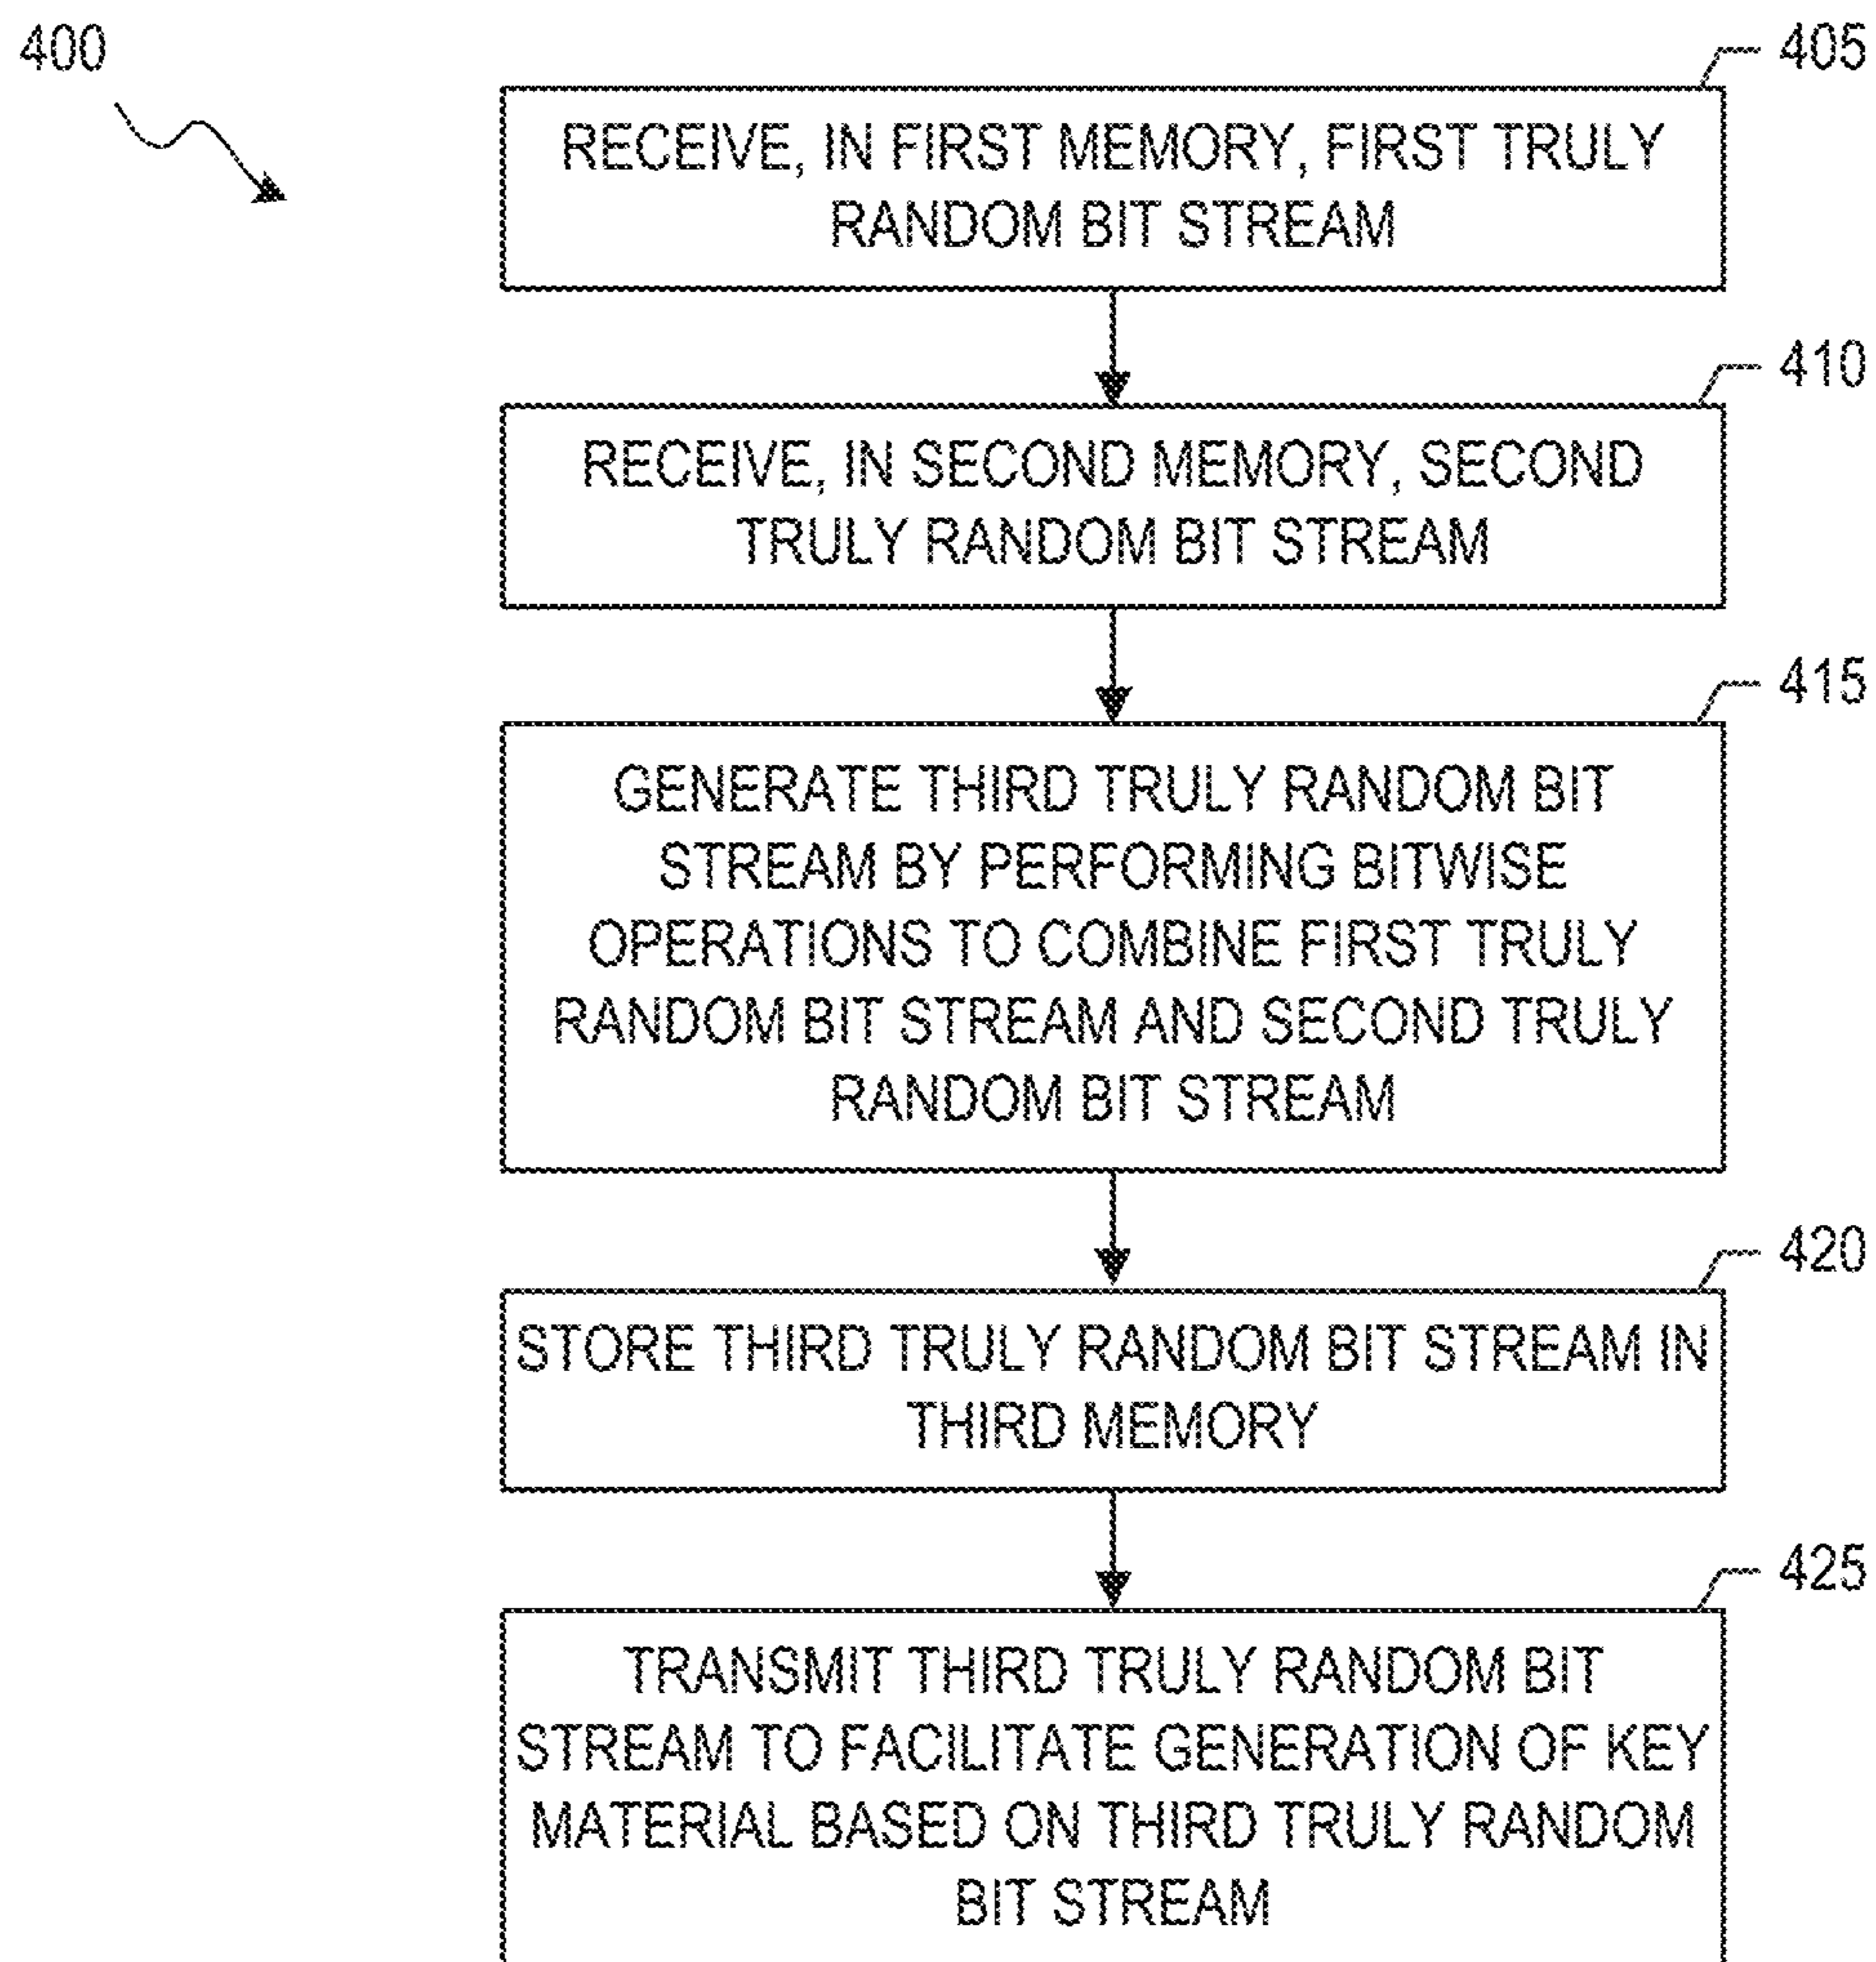 400
405
RECEIVE, IN FIRST MEMORY, FIRST TRULY
RANDOM BIT STREAM
410
RECEIVE, IN SECOND MEMORY, SECOND
TRULY RANDOM BIT STREAM
415
GENERATE THIRD TRULY RANDOM BIT
STREAM BY PERFORMING BITWISE
OPERATIONS TO COMBINE FIRST TRULY
RANDOM BIT STREAM AND SECOND TRULY
RANDOM BIT STREAM
420
STORE THIRD TRULY RANDOM BIT STREAM IN
THIRD MEMORY
425
TRANSMIT THIRD TRULY RANDOM BIT
STREAM TO FACILITATE GENERATION OF KEY
MATERIAL BASED ON THIRD TRULY RANDOM
BIT STREAM